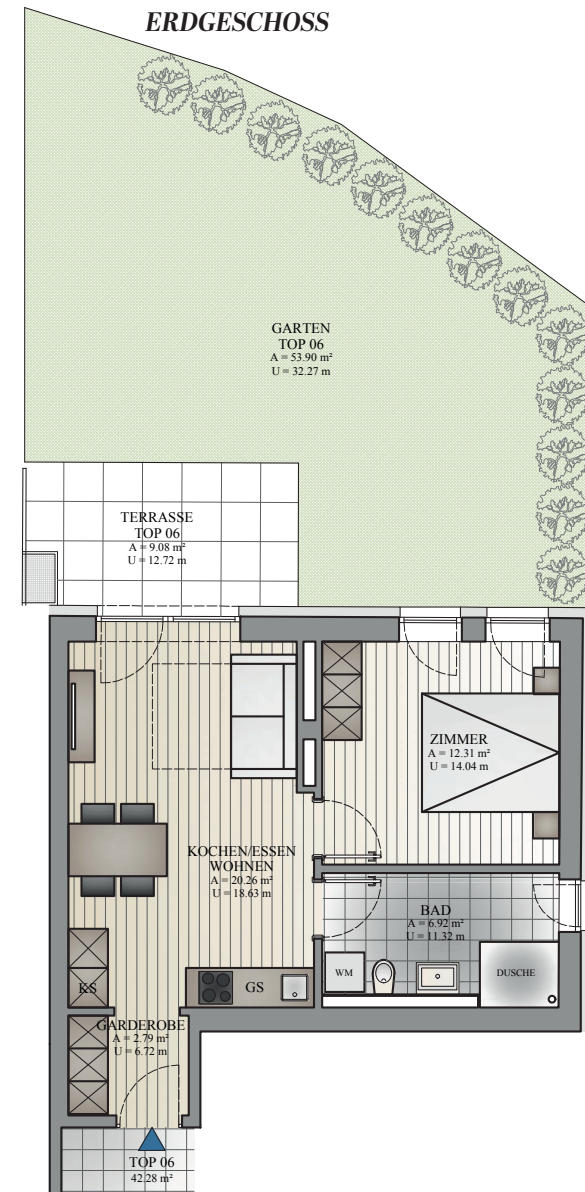 ERDGESCHOSS
GARTEN
TOP 06
A = 53.90 m²
U = 32.27 m
TERRASSE
TOP 06
A = 9.08 m²
U = 12.72 m
ZIMMER
A = 12.31 m²
U = 14.04 m
KOCHEN/ESSEN
WOHNEN
A = 20.26 m²
U = 18.63 m
BAD
A = 6.92 m²
U = 11.32 m
WM
DUSCHE
KS
GS
GARDEROBE
A = 2.79 m²
U = 6.72 m
TOP 06
42.28 m²